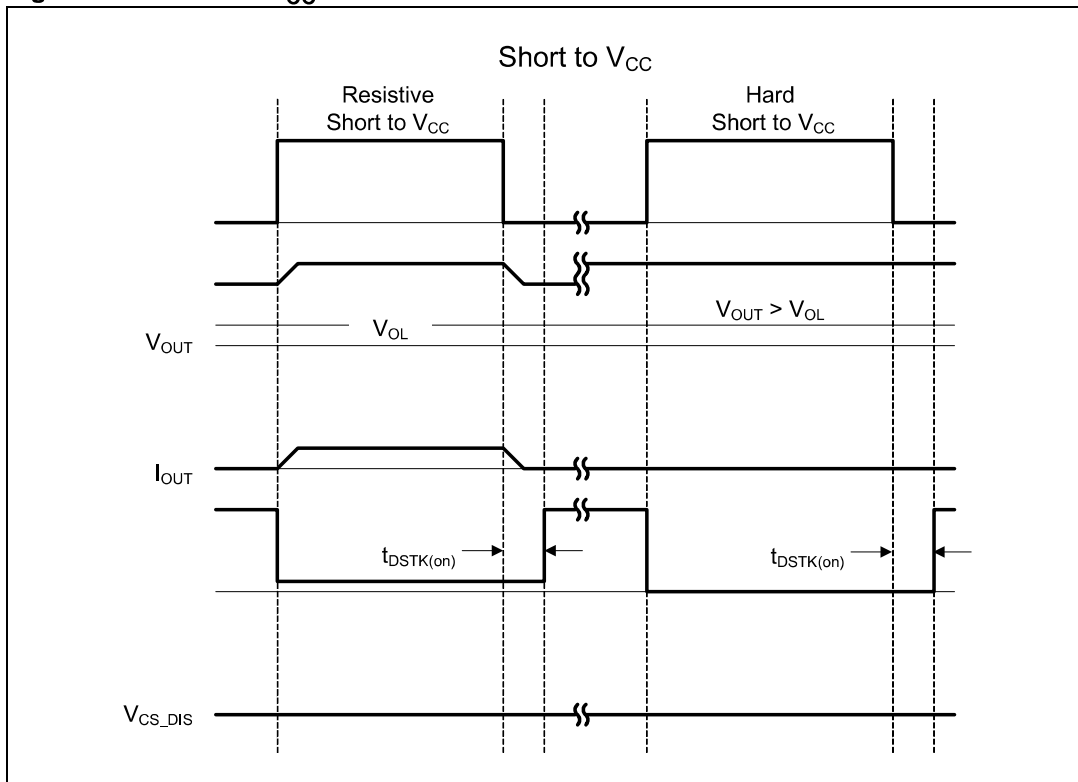 Short to VCC
Resistive
Short to VCC
Hard
Short to VCC
VOUT > VOL
VOL
VOUT
IOUT
tDSTK(on)
tDSTK(on)
VCS_DIS